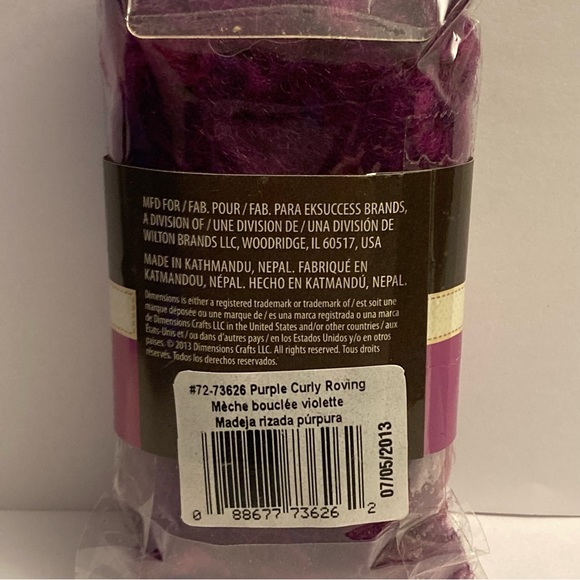 MFD FOR / FAB. POUR / FAB. PARA EKSUCCESS BRANDS,
A DIVISION OF / UNE DIVISION DE / UNA DIVISIÓN DE
WILTON BRANDS LLC, WOODRIDGE, IL 60517, USA
MADE IN KATHMANDU, NEPAL. FABRIQUÉ EN
KATMANDOU, NÉPAL. HECHO EN KATMANDÚ, NEPAL.
Dimensions is either a registered trademark or trademark of / est soit une
marque déposée ou une marque de / es una marca registrada o una marca
de Dimensions Crafts LLC in the United States and/or other countries / aux
États-Unis et / ou dans d'autres pays / en los Estados Unidos y/o en otros
países. © 2013 Dimensions Crafts LLC. All rights reserved. Tous droits
réservés. Todos los derechos reservados.
#72-73626 Purple Curly Roving
Mèche bouclée violette
Madeja rizada púrpura
0 88677 73626 2
07/05/2013